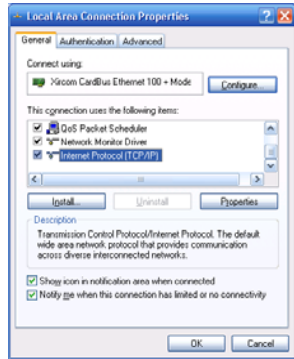 Local Area Connection Properties
General Authentication Advanced
Connect using:
Xircom CardBus Ethernet 100 + Mode
Configure...
This connection uses the following items:
QoS Packet Scheduler
Network Monitor Driver
Internet Protocol (TCP/IP)
Install... Uninstall Properties
Description
Transmission Control Protocol/Internet Protocol. The default
wide area network protocol that provides communication
across diverse interconnected networks.
Show icon in notification area when connected
Notify me when this connection has limited or no connectivity
OK Cancel